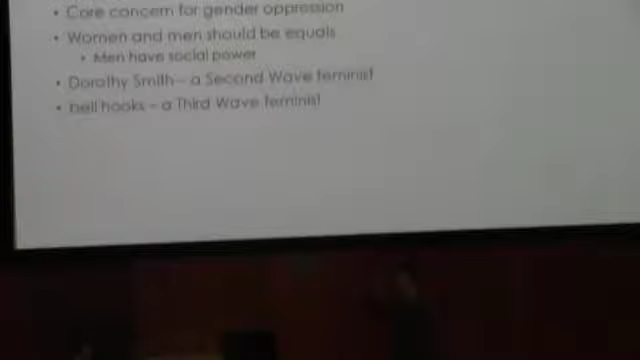 • Core concern for gender oppression
• Women and men should be equals
• Men have social power
• Dorothy Smith – a Second Wave feminist
• bell hooks – a Third Wave feminist